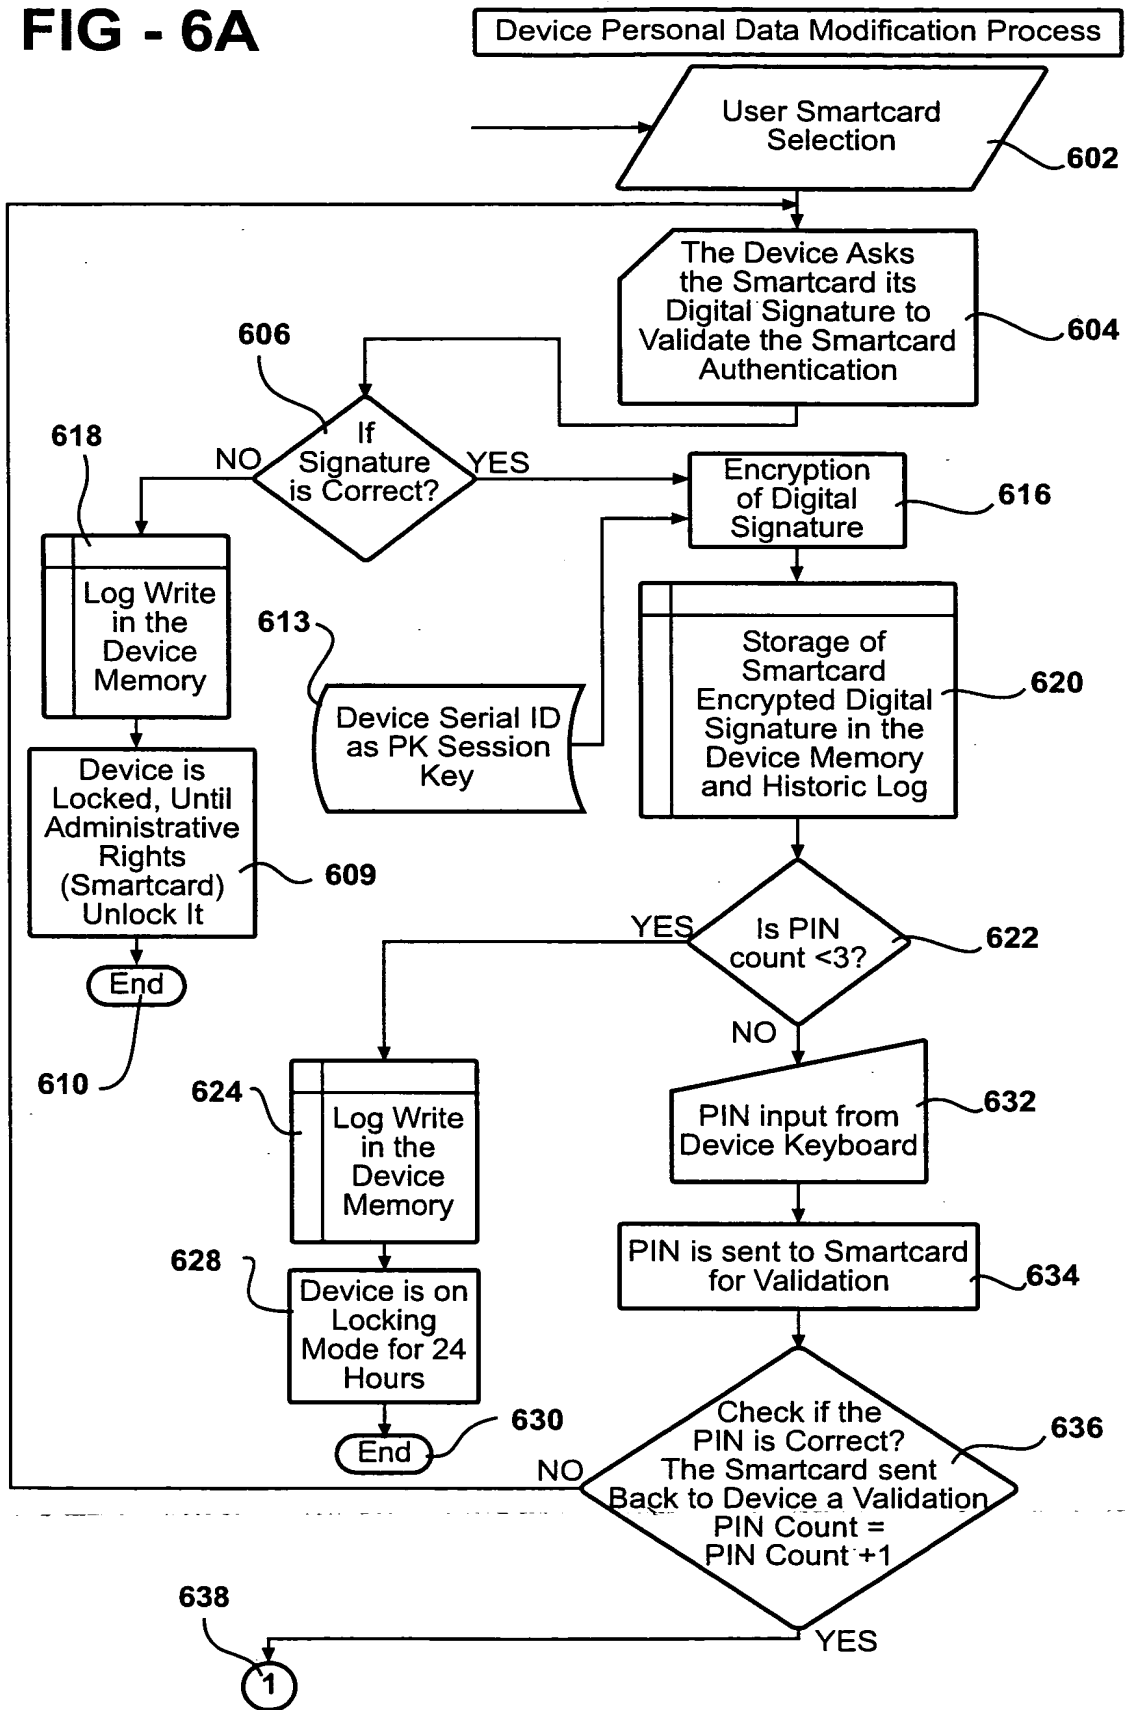 FIG - 6A
Device Personal Data Modification Process
User Smartcard
Selection
602
The Device Asks
the Smartcard its
Digital Signature to
Validate the Smartcard
Authentication
604
606
If
Signature
is Correct?
NO
YES
618
Log Write
in the
Device
Memory
Encryption
of Digital
Signature
616
613
Device Serial ID
as PK Session
Key
Storage of
Smartcard
Encrypted Digital
Signature in the
Device Memory
and Historic Log
620
Device is
Locked, Until
Administrative
Rights
(Smartcard)
Unlock It
609
End
610
YES
Is PIN
count <3?
622
NO
624
Log Write
in the
Device
Memory
PIN input from
Device Keyboard
632
628
Device is on
Locking
Mode for 24
Hours
PIN is sent to Smartcard
for Validation
634
End
630
NO
Check if the
PIN is Correct?
The Smartcard sent
Back to Device a Validation
PIN Count =
PIN Count +1
636
YES
638
1